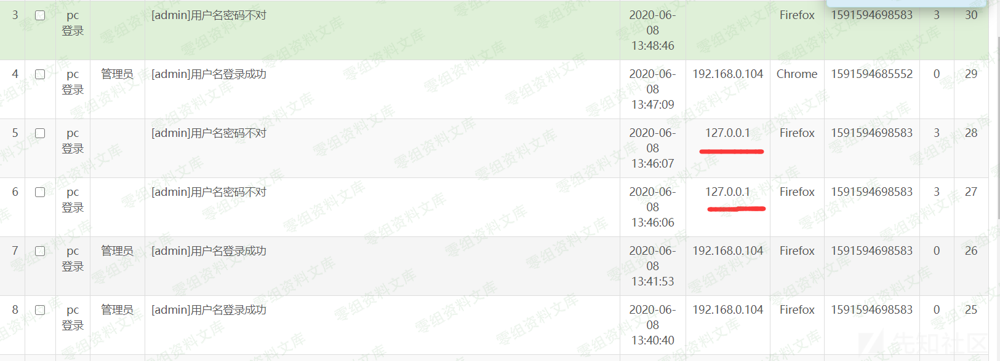 3 pc 登录 [admin]用户名密码不对 2020-06-08 13:48:46 Firefox 1591594698583 3 30
4 pc 登录 管理员 [admin]用户名登录成功 2020-06-08 13:47:09 192.168.0.104 Chrome 1591594685552 0 29
5 pc 登录 [admin]用户名密码不对 2020-06-08 13:46:07 127.0.0.1 Firefox 1591594698583 3 28
6 pc 登录 [admin]用户名密码不对 2020-06-08 13:46:06 127.0.0.1 Firefox 1591594698583 3 27
7 pc 登录 管理员 [admin]用户名登录成功 2020-06-08 13:41:53 192.168.0.104 Firefox 1591594698583 0 26
8 pc 登录 管理员 [admin]用户名登录成功 2020-06-08 13:40:40 192.168.0.104 Firefox 1591594698583 0 25
零组资料文库
先知社区